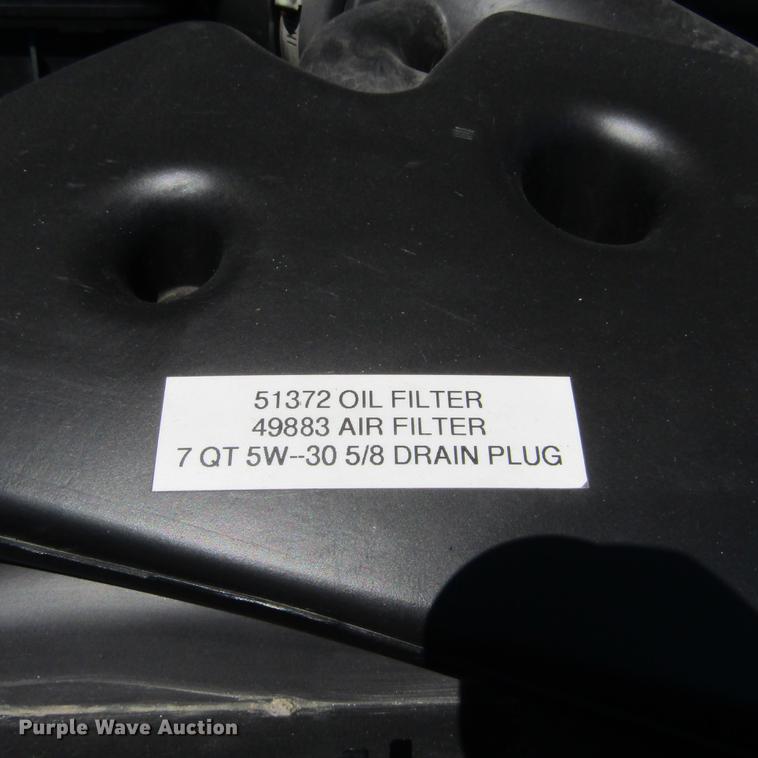 51372 OIL FILTER
49883 AIR FILTER
7 QT 5W--30 5/8 DRAIN PLUG
Purple Wave Auction